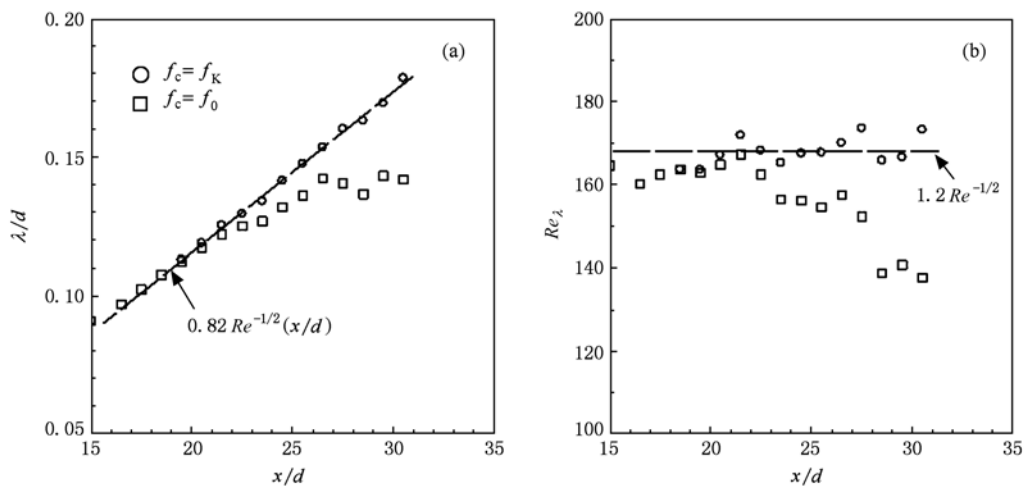 0.20
(a)
f_c = f_K
f_c = f_0
0.15
λ/d
0.10
0.82 Re^{-1/2}(x/d)
0.05
15 20 25 30 35
x/d
200
(b)
180
160
1.2 Re^{-1/2}
Re_λ
140
120
100
15 20 25 30 35
x/d